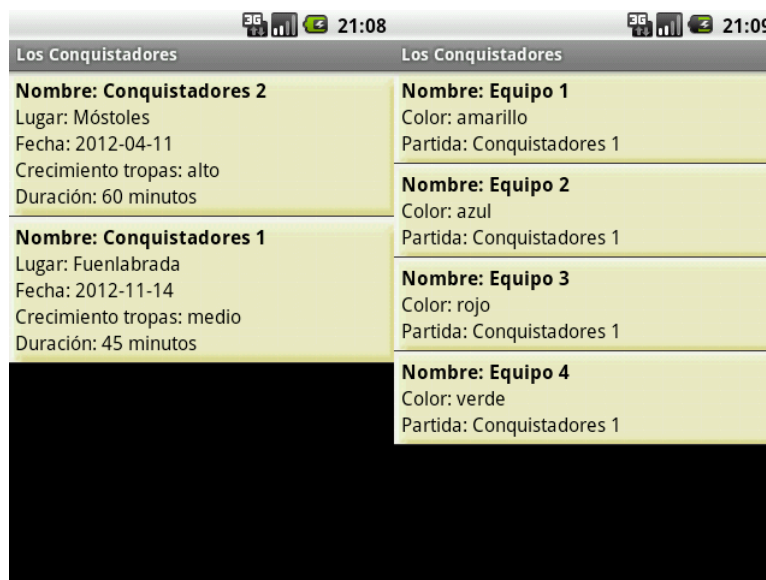 3G 21:08
Los Conquistadores
Nombre: Conquistadores 2
Lugar: Móstoles
Fecha: 2012-04-11
Crecimiento tropas: alto
Duración: 60 minutos
Nombre: Conquistadores 1
Lugar: Fuenlabrada
Fecha: 2012-11-14
Crecimiento tropas: medio
Duración: 45 minutos
3G 21:09
Los Conquistadores
Nombre: Equipo 1
Color: amarillo
Partida: Conquistadores 1
Nombre: Equipo 2
Color: azul
Partida: Conquistadores 1
Nombre: Equipo 3
Color: rojo
Partida: Conquistadores 1
Nombre: Equipo 4
Color: verde
Partida: Conquistadores 1